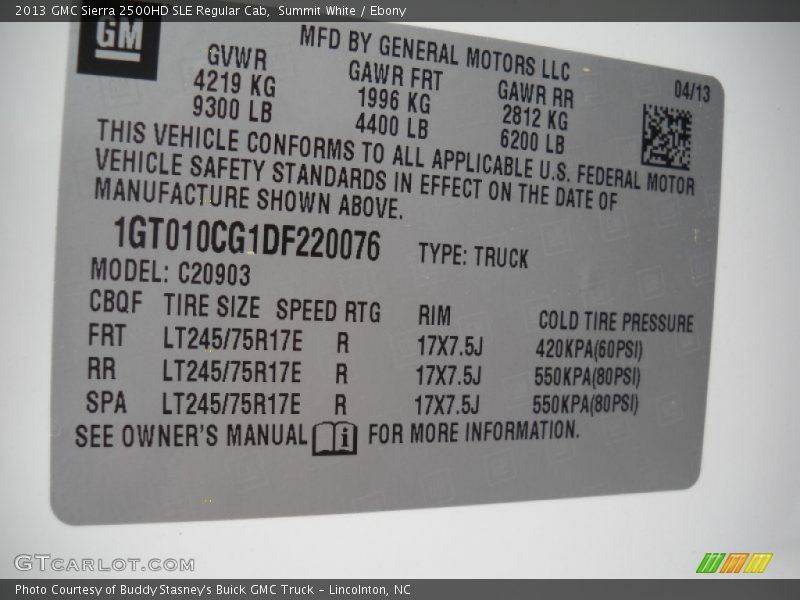 2013 GMC Sierra 2500HD SLE Regular Cab, Summit White / Ebony
GM
MFD BY GENERAL MOTORS LLC
GVWR GAWR FRT GAWR RR 04/13
4219 KG 1996 KG 2812 KG
9300 LB 4400 LB 6200 LB
THIS VEHICLE CONFORMS TO ALL APPLICABLE U.S. FEDERAL MOTOR
VEHICLE SAFETY STANDARDS IN EFFECT ON THE DATE OF
MANUFACTURE SHOWN ABOVE.
1GT010CG1DF220076 TYPE: TRUCK
MODEL: C20903
CBQF TIRE SIZE SPEED RTG RIM COLD TIRE PRESSURE
FRT LT245/75R17E R 17X7.5J 420KPA(60PSI)
RR LT245/75R17E R 17X7.5J 550KPA(80PSI)
SPA LT245/75R17E R 17X7.5J 550KPA(80PSI)
SEE OWNER'S MANUAL i FOR MORE INFORMATION.
GTCARLOT.COM
Photo Courtesy of Buddy Stasney's Buick GMC Truck - Lincolnton, NC